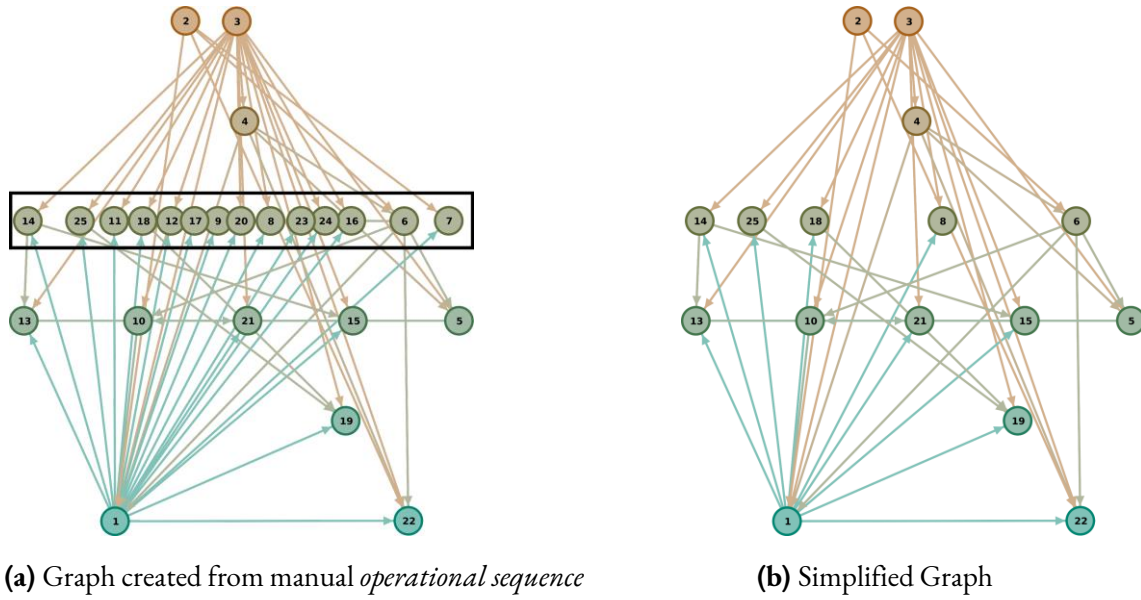 2 3
2 3
4
4
14 25 11 18 12 17 9 20 8 23 24 16 6 7
14 25 18 8 6
13 10 21 15 5
13 10 21 15 5
19
19
1 22
1 22
(a) Graph created from manual operational sequence
(b) Simplified Graph